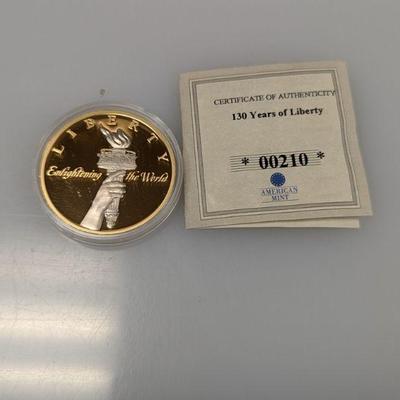 LIBERTY
Enlightening the World
CERTIFICATE OF AUTHENTICITY
130 Years of Liberty
* 00210 *
AMERICAN
MINT